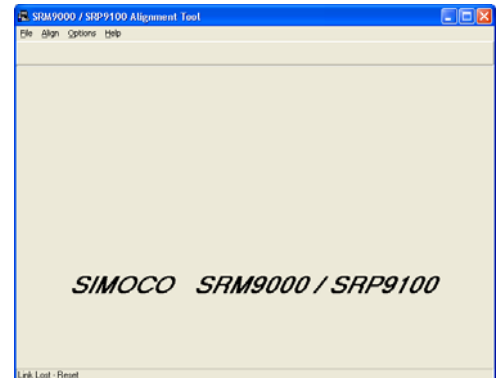 SRM9000 / SRP9100 Alignment Tool
File Align Options Help
SIMOCO SRM9000 / SRP9100
Link Lost - Reset